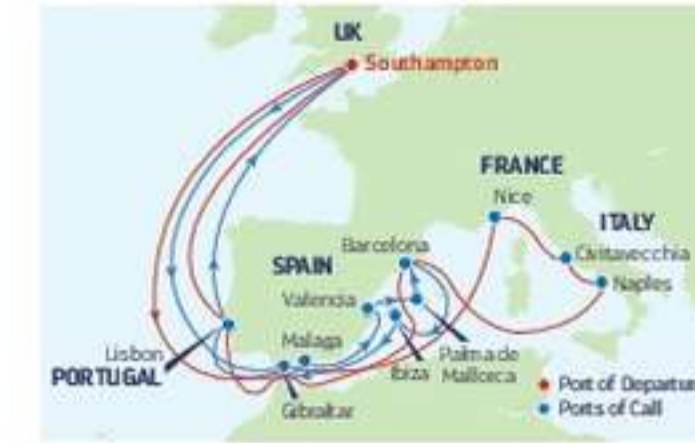 UK
Southampton
FRANCE
Nice
ITALY
Civitavecchia
Naples
Barcelona
SPAIN
Valencia
Malaga
Lisbon
PORTUGAL
Gibraltar
Ibiza
Palma de
Mallorca
Port of Departur
Ports of Call